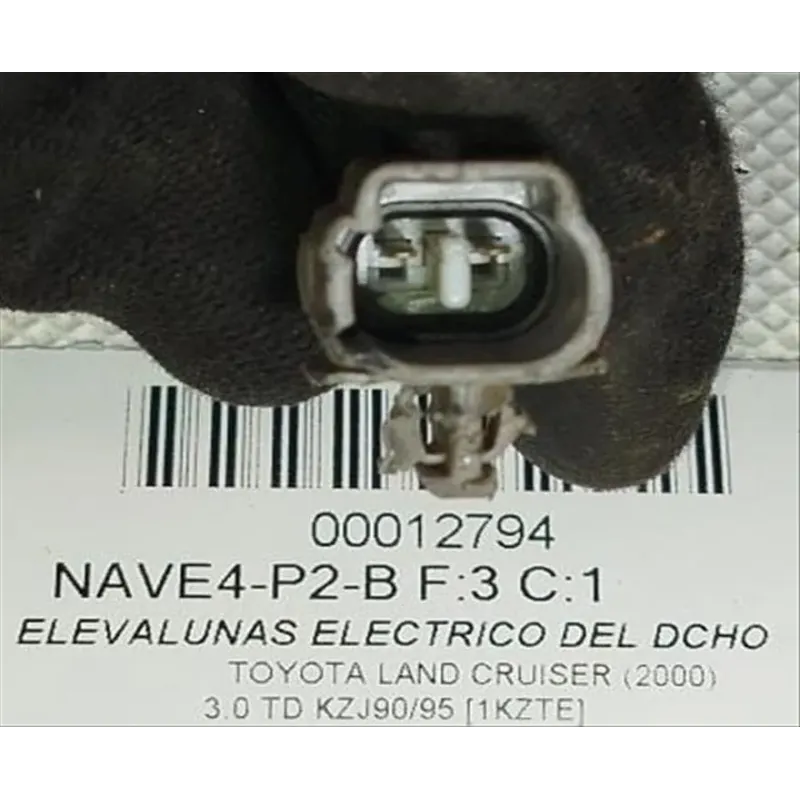 00012794
NAVE4-P2-B F:3 C:1
ELEVALUNAS ELECTRICO DEL DCHO
TOYOTA LAND CRUISER (2000)
3.0 TD KZJ90/95 [1KZTE]